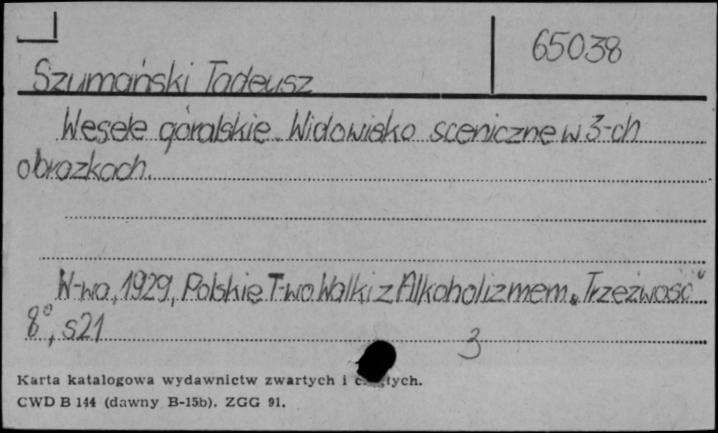 65038
Szumański Tadeusz
Wesele góralskie. Widowisko sceniczne w 3-ch
obrazkach.
W-wa, 1929, Polskie T-wo Walki z Alkoholizmem „Trzeźwość"
8°, s 21
3
Karta katalogowa wydawnictw zwartych i
CWD B 144 (dawny B-15b). ZGG 91.